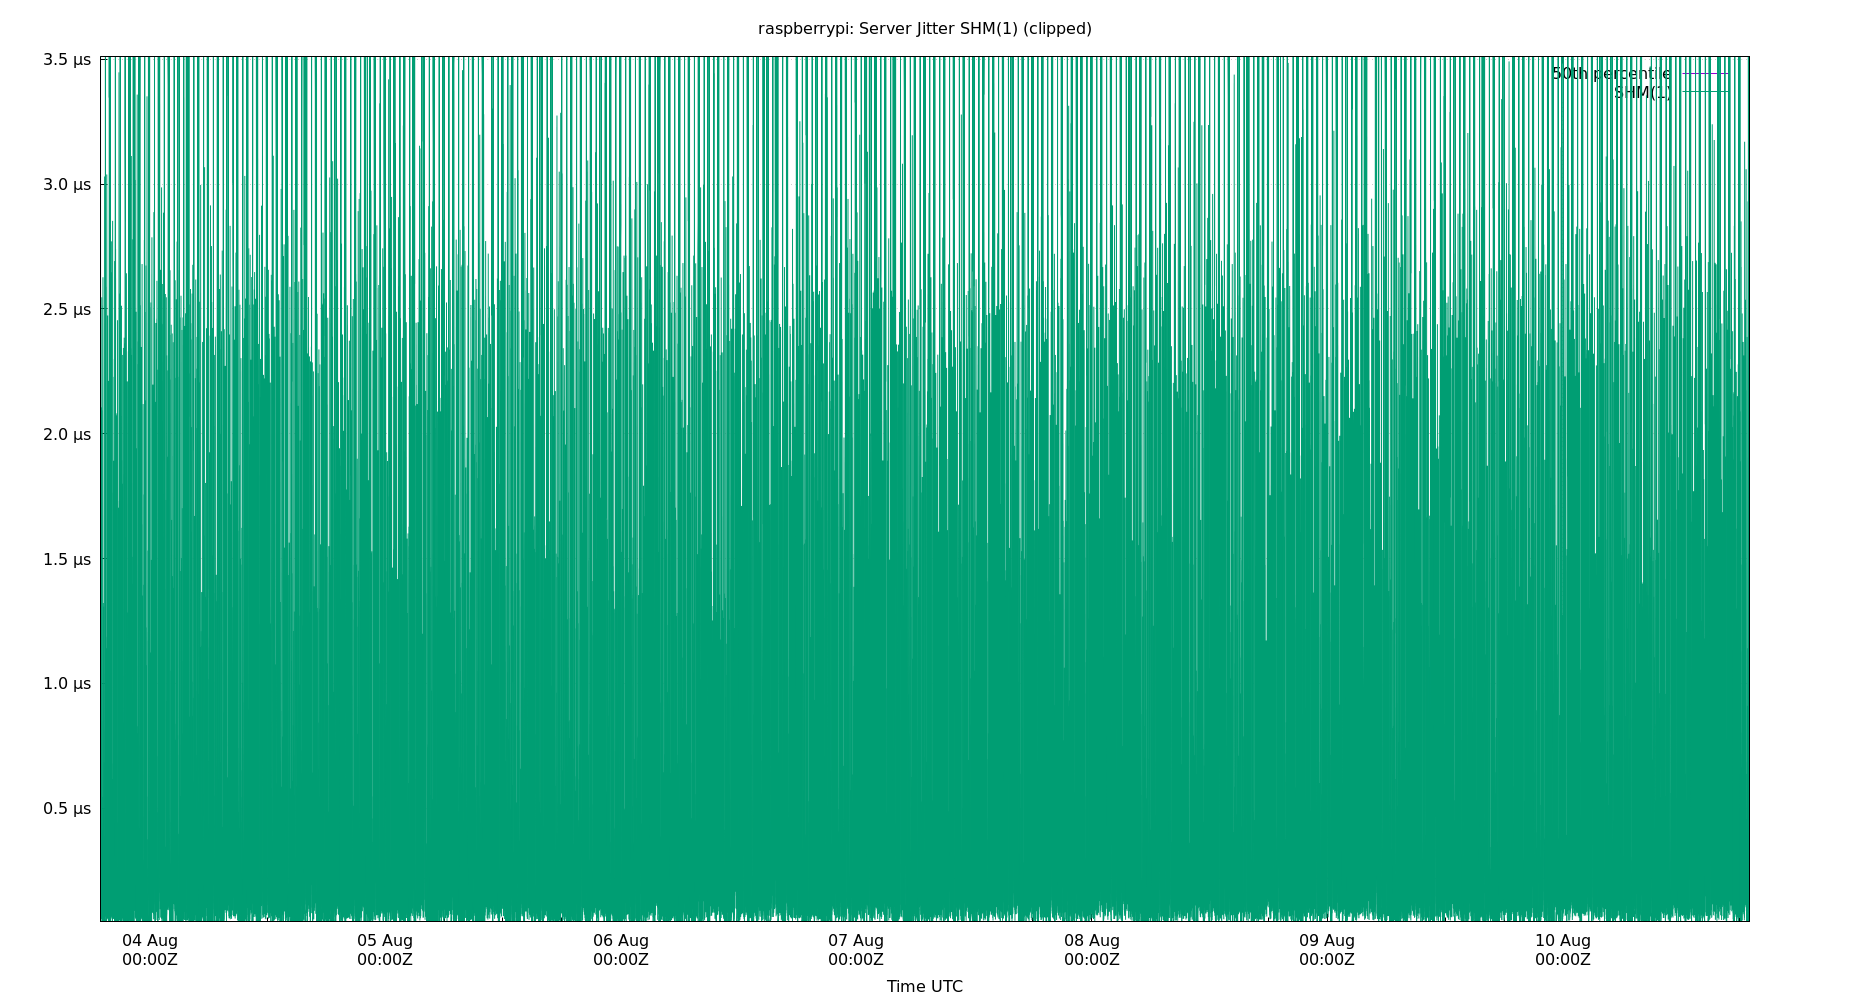 raspberrypi: Server Jitter SHM(1) (clipped)
3.5 µs
50th percentile
SHM(1)
3.0 µs
2.5 µs
2.0 µs
1.5 µs
1.0 µs
0.5 µs
04 Aug 05 Aug 06 Aug 07 Aug 08 Aug 09 Aug 10 Aug
00:00Z 00:00Z 00:00Z 00:00Z 00:00Z 00:00Z 00:00Z
Time UTC